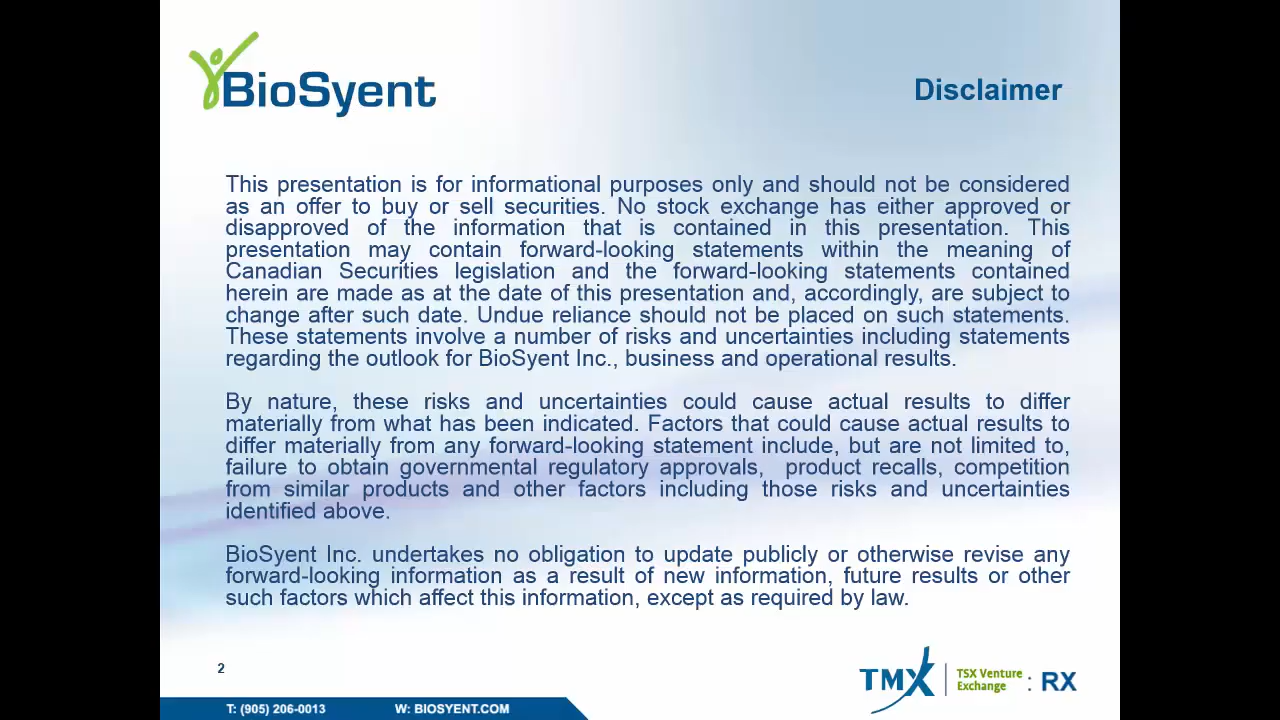 BioSyent
Disclaimer
This presentation is for informational purposes only and should not be considered
as an offer to buy or sell securities. No stock exchange has either approved or
disapproved of the information that is contained in this presentation. This
presentation may contain forward-looking statements within the meaning of
Canadian Securities legislation and the forward-looking statements contained
herein are made as at the date of this presentation and, accordingly, are subject to
change after such date. Undue reliance should not be placed on such statements.
These statements involve a number of risks and uncertainties including statements
regarding the outlook for BioSyent Inc., business and operational results.
By nature, these risks and uncertainties could cause actual results to differ
materially from what has been indicated. Factors that could cause actual results to
differ materially from any forward-looking statement include, but are not limited to,
failure to obtain governmental regulatory approvals, product recalls, competition
from similar products and other factors including those risks and uncertainties
identified above.
BioSyent Inc. undertakes no obligation to update publicly or otherwise revise any
forward-looking information as a result of new information, future results or other
such factors which affect this information, except as required by law.
2
TMX
TSX Venture
Exchange
: RX
T: (905) 206-0013
W: BIOSYENT.COM